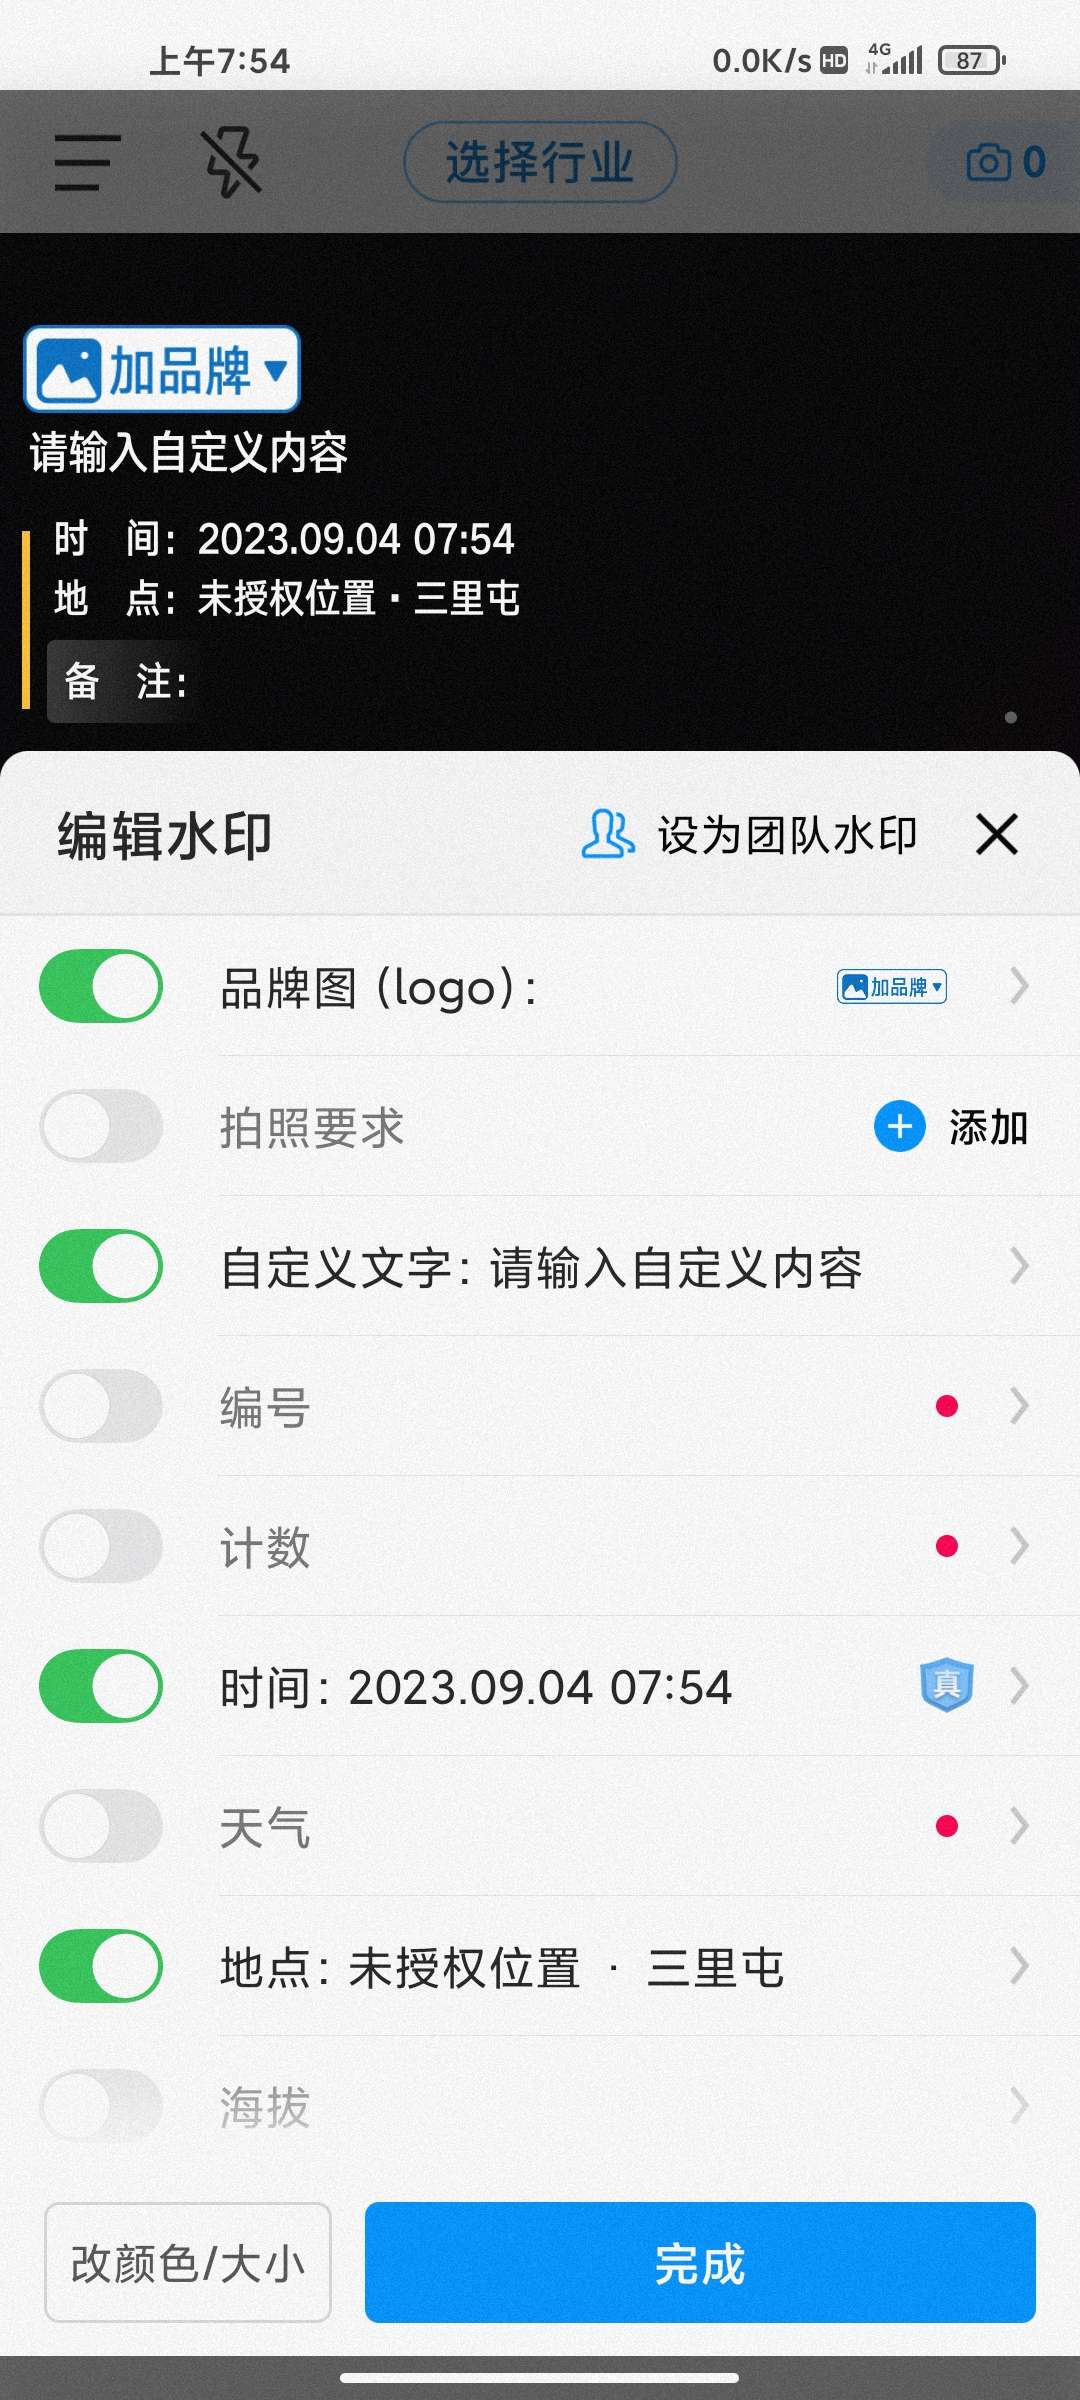 上午7:54 0.0K/s HD 4G 87
选择行业 0
加品牌
请输入自定义内容
时 间：2023.09.04 07:54
地 点：未授权位置·三里屯
备 注：
编辑水印 设为团队水印
品牌图 (logo)： 加品牌
拍照要求 添加
自定义文字：请输入自定义内容
编号
计数
时间：2023.09.04 07:54 真
天气
地点：未授权位置 · 三里屯
海拔
改颜色/大小 完成